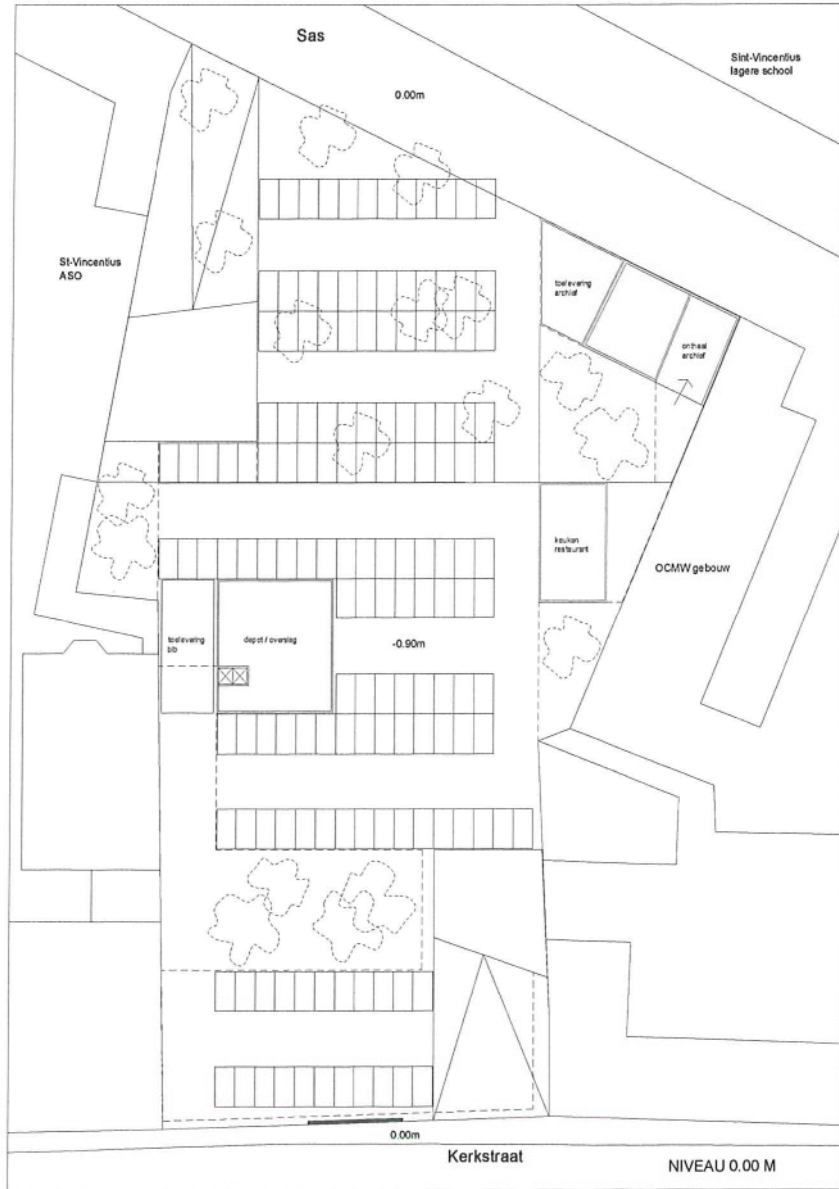 Sas
Sint-Vincentius
lagere school
0.00m
St-Vincentius
ASO
toelevering
archief
onthaal
archief
keuken
restaurant
OCMW gebouw
toelevering
bib
depot / overslag
-0.90m
0.00m
Kerkstraat
NIVEAU 0.00 M